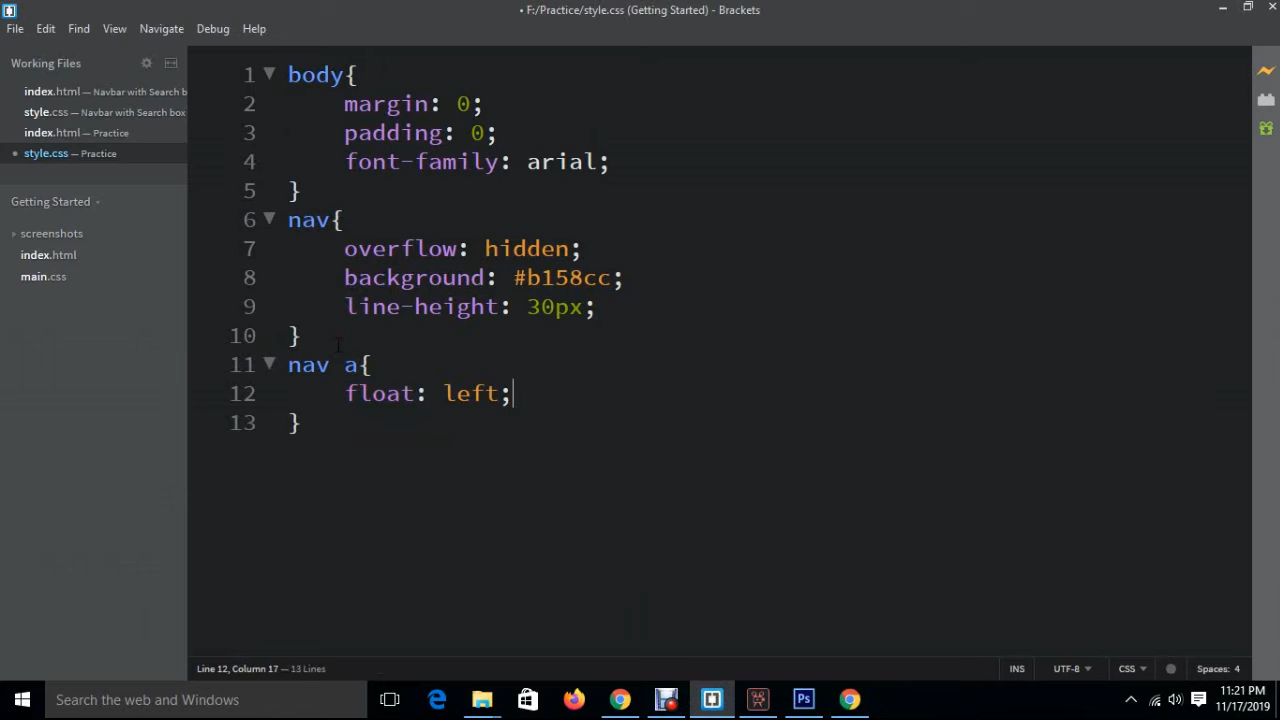 • F:/Practice/style.css (Getting Started) - Brackets
File Edit Find View Navigate Debug Help
Working Files
index.html — Navbar with Search b
style.css — Navbar with Search box
index.html — Practice
• style.css — Practice
Getting Started
screenshots
index.html
main.css
1 body{
2 margin: 0;
3 padding: 0;
4 font-family: arial;
5 }
6 nav{
7 overflow: hidden;
8 background: #b158cc;
9 line-height: 30px;
10 }
11 nav a{
12 float: left;
13 }
Line 12, Column 17 — 13 Lines
INS UTF-8 CSS Spaces: 4
Search the web and Windows
11:21 PM
11/17/2019